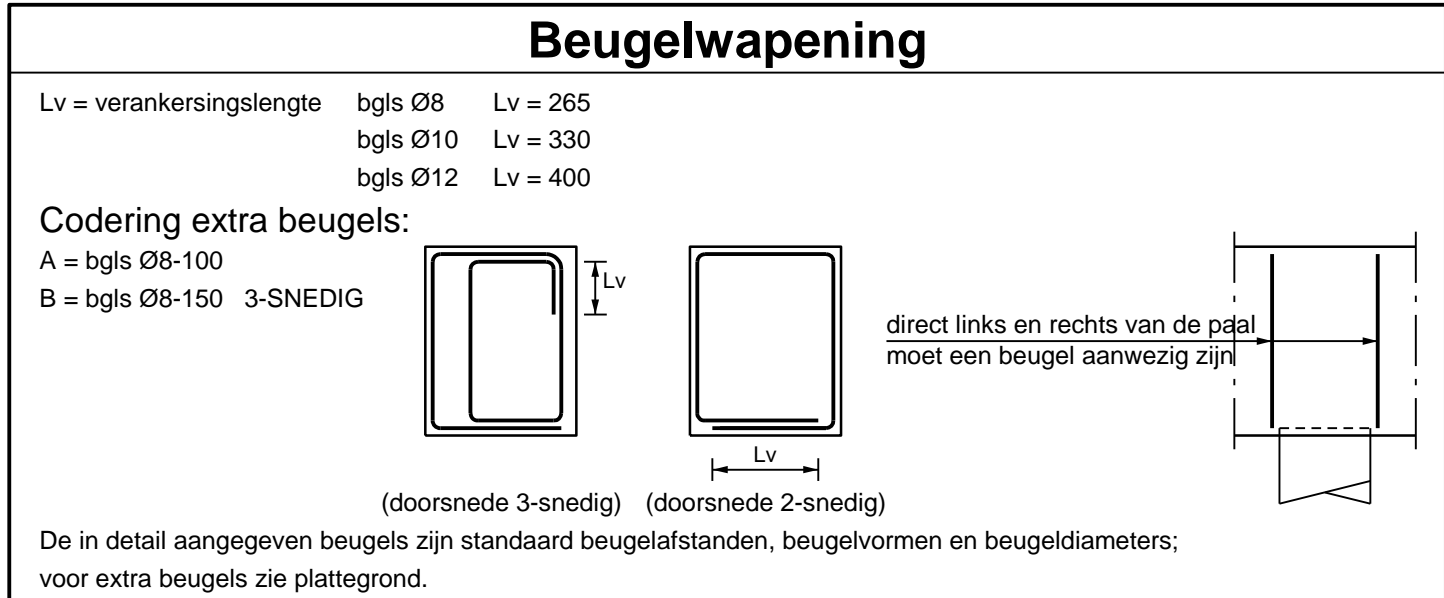 Beugelwapening
Lv = verankersingslengte bgls Ø8 Lv = 265
bgls Ø10 Lv = 330
bgls Ø12 Lv = 400
Codering extra beugels:
A = bgls Ø8-100
B = bgls Ø8-150 3-SNEDIG
Lv
direct links en rechts van de paal
moet een beugel aanwezig zijn
Lv
(doorsnede 3-snedig) (doorsnede 2-snedig)
De in detail aangegeven beugels zijn standaard beugelafstanden, beugelvormen en beugeldiameters;
voor extra beugels zie plattegrond.